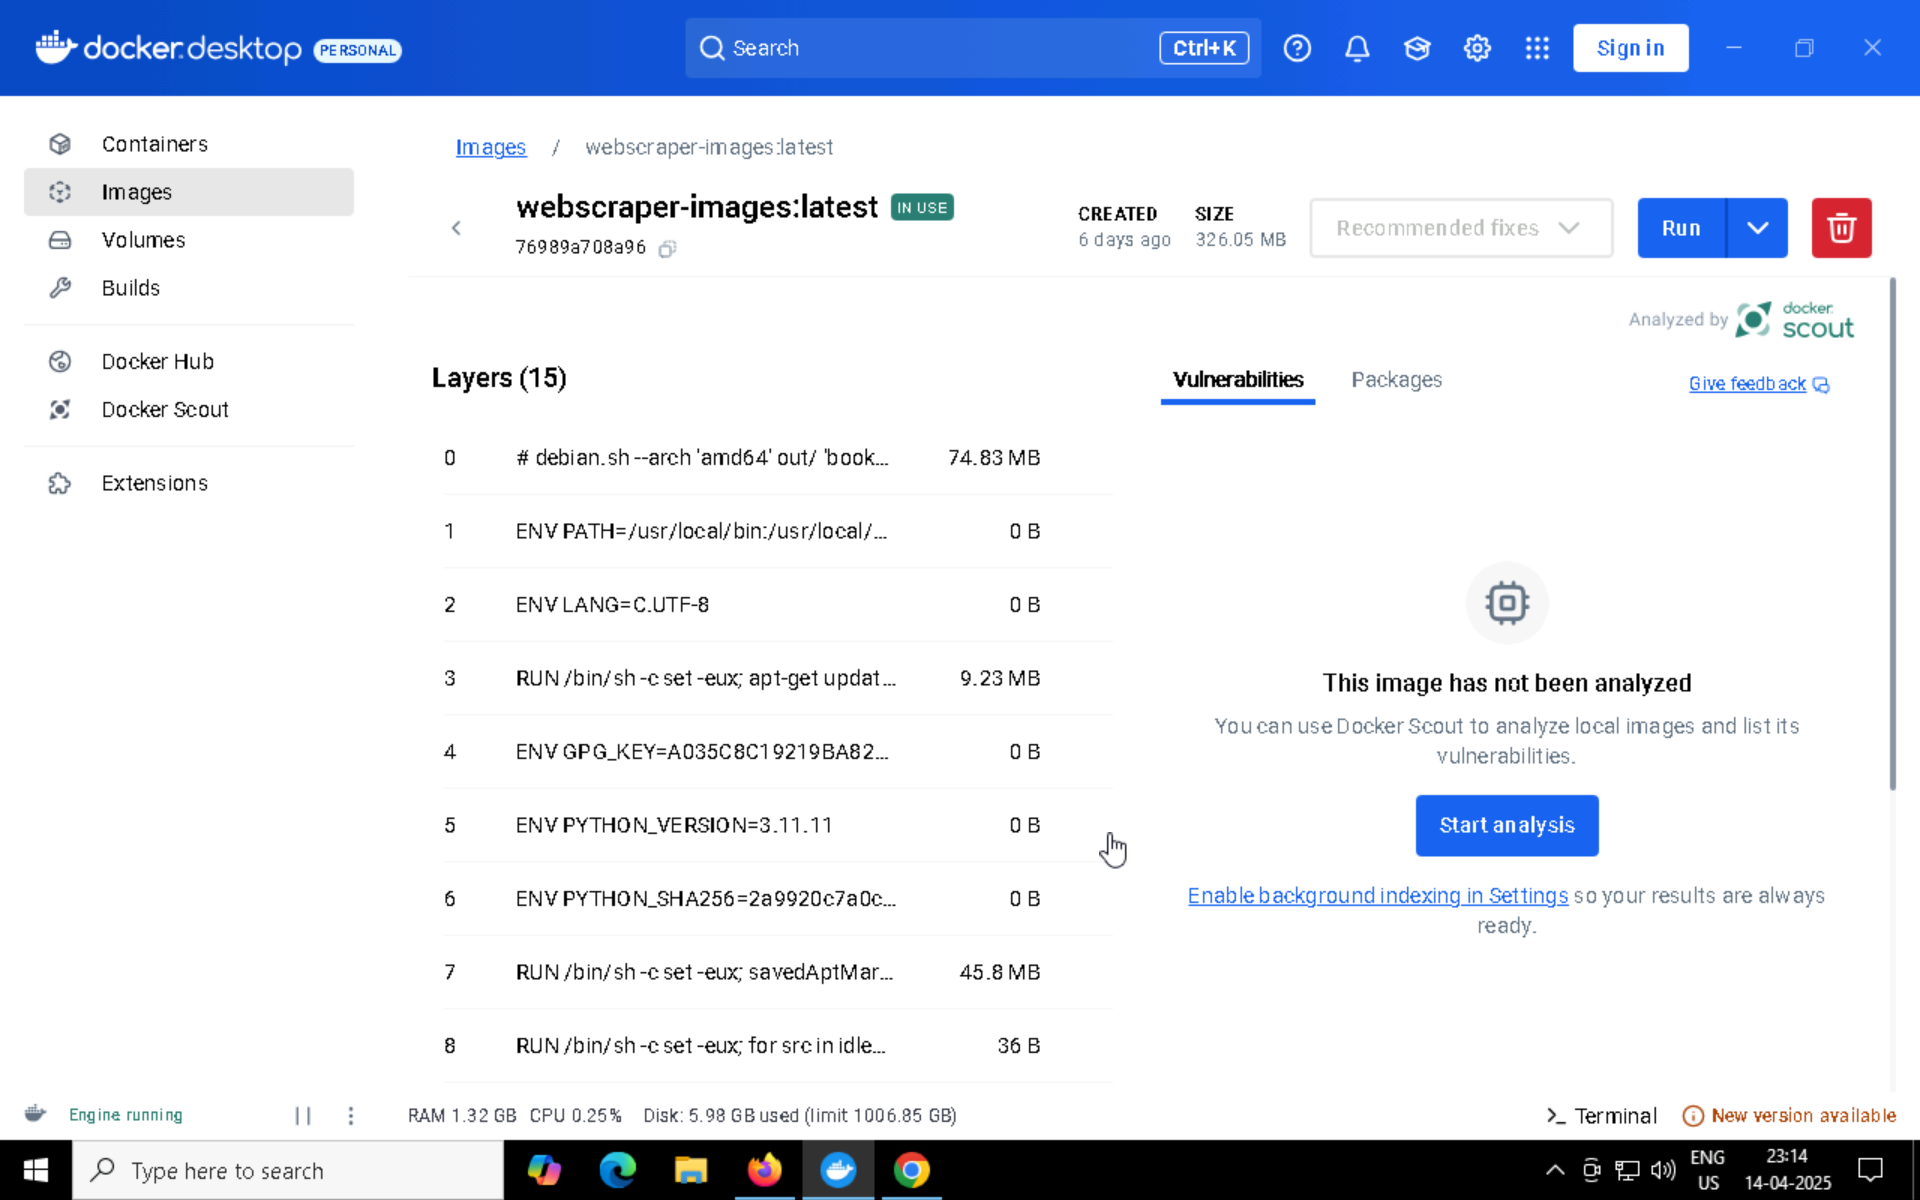 docker.desktop PERSONAL
Search Ctrl+K
Sign in
Containers
Images
Volumes
Builds
Docker Hub
Docker Scout
Extensions
Images / webscraper-images:latest
webscraper-images:latest IN USE
76989a708a96
CREATED
6 days ago
SIZE
326.05 MB
Recommended fixes
Run
Analyzed by docker scout
Layers (15)
Vulnerabilities Packages
Give feedback
0 # debian.sh --arch 'amd64' out/ 'book... 74.83 MB
1 ENV PATH=/usr/local/bin:/usr/local/... 0 B
2 ENV LANG=C.UTF-8 0 B
3 RUN /bin/sh -c set -eux; apt-get updat... 9.23 MB
4 ENV GPG_KEY=A035C8C19219BA82... 0 B
5 ENV PYTHON_VERSION=3.11.11 0 B
6 ENV PYTHON_SHA256=2a9920c7a0c... 0 B
7 RUN /bin/sh -c set -eux; savedAptMar... 45.8 MB
8 RUN /bin/sh -c set -eux; for src in idle... 36 B
This image has not been analyzed
You can use Docker Scout to analyze local images and list its
vulnerabilities.
Start analysis
Enable background indexing in Settings so your results are always
ready.
Engine running
RAM 1.32 GB CPU 0.25% Disk: 5.98 GB used (limit 1006.85 GB)
Terminal
New version available
Type here to search
ENG
US
23:14
14-04-2025